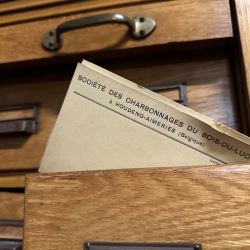 SOCIÉTÉ DES CHARBONNAGES DU BOIS-DU-LUC
à HOUDENG-AIMERIES (Belgique)